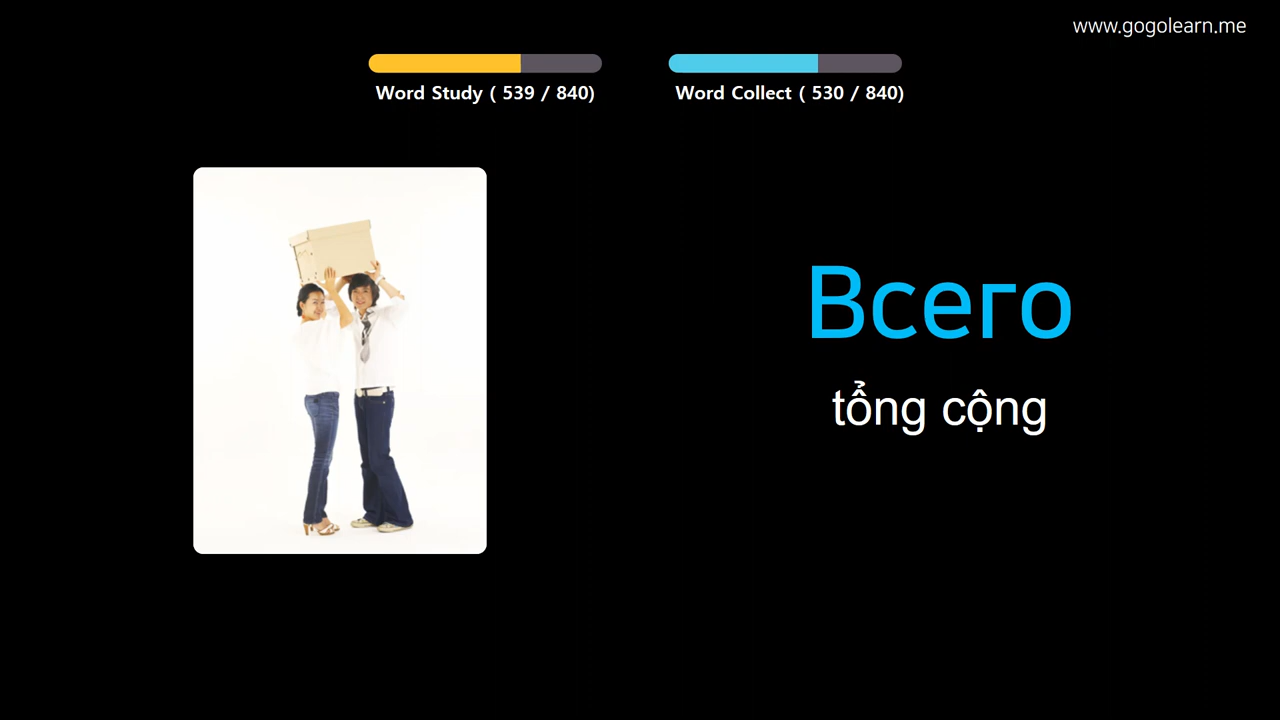 www.gogolearn.me
Word Study ( 539 / 840)
Word Collect ( 530 / 840)
Всего
tổng cộng